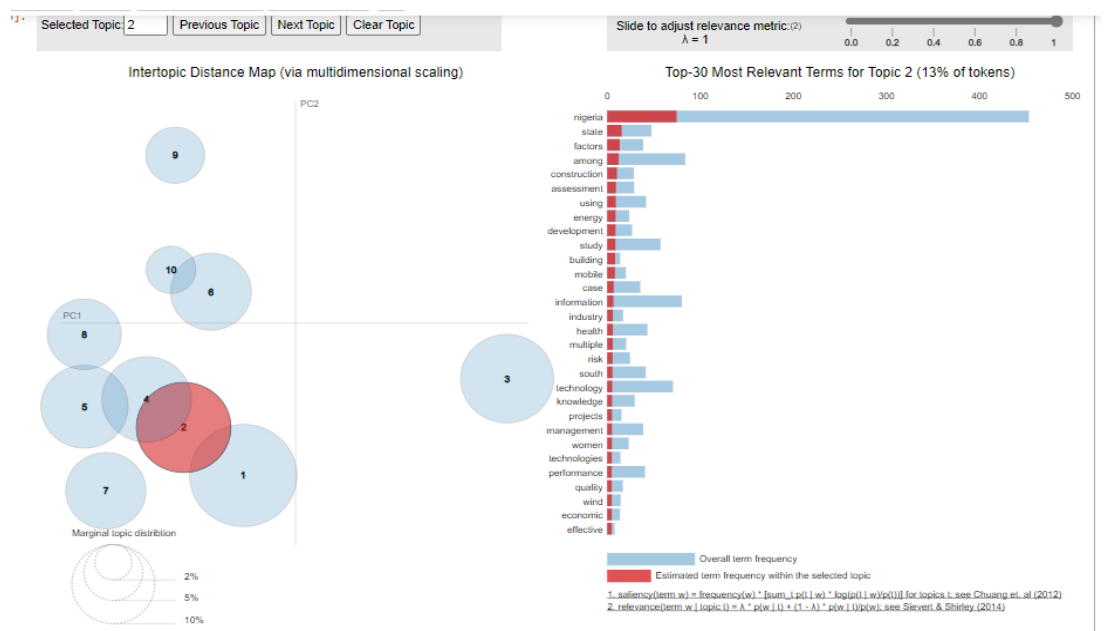 Selected Topic: 2 Previous Topic Next Topic Clear Topic
Slide to adjust relevance metric:(2)
λ = 1
0.0 0.2 0.4 0.6 0.8 1
Intertopic Distance Map (via multidimensional scaling)
PC2
PC1
9
10
6
8
5
4
2
3
1
7
Marginal topic distribtion
2%
5%
10%
Top-30 Most Relevant Terms for Topic 2 (13% of tokens)
0 100 200 300 400 500
nigeria
state
factors
among
construction
assessment
using
energy
development
study
building
mobile
case
information
industry
health
multiple
risk
south
technology
knowledge
projects
management
women
technologies
performance
quality
wind
economic
effective
Overall term frequency
Estimated term frequency within the selected topic
1. saliency(term w) = frequency(w) * [sum_t p(t | w) * log(p(t | w)/p(t))] for topics t; see Chuang et. al (2012)
2. relevance(term w | topic t) = λ * p(w | t) + (1 - λ) * p(w | t)/p(w); see Sievert & Shirley (2014)